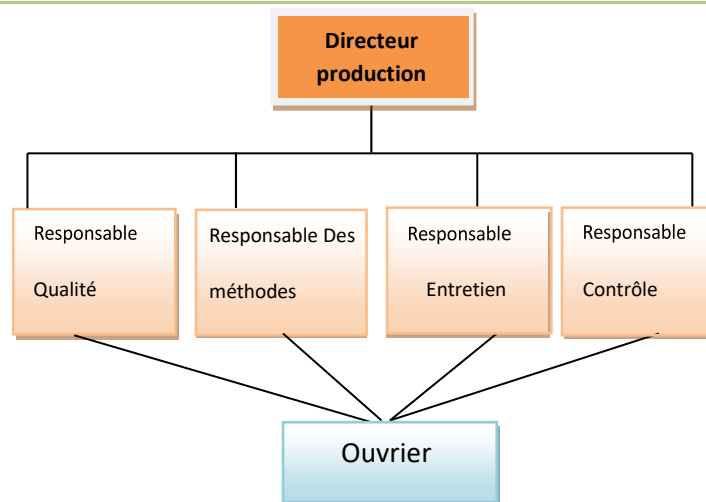 Directeur
production
Responsable
Qualité
Responsable Des
méthodes
Responsable
Entretien
Responsable
Contrôle
Ouvrier